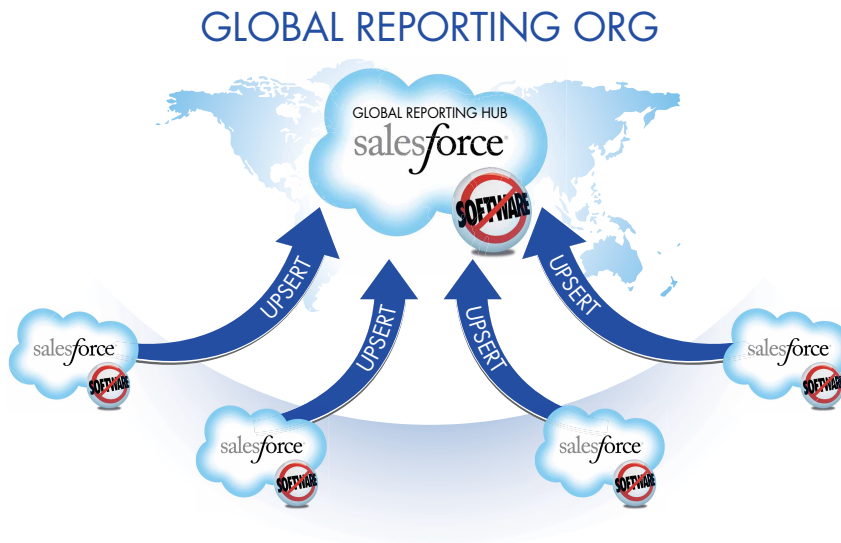 GLOBAL REPORTING ORG
GLOBAL REPORTING HUB
salesforce
SOFTWARE
UPSERT
UPSERT
UPSERT
UPSERT
salesforce
SOFTWARE
salesforce
SOFTWARE
salesforce
SOFTWARE
salesforce
SOFTWARE